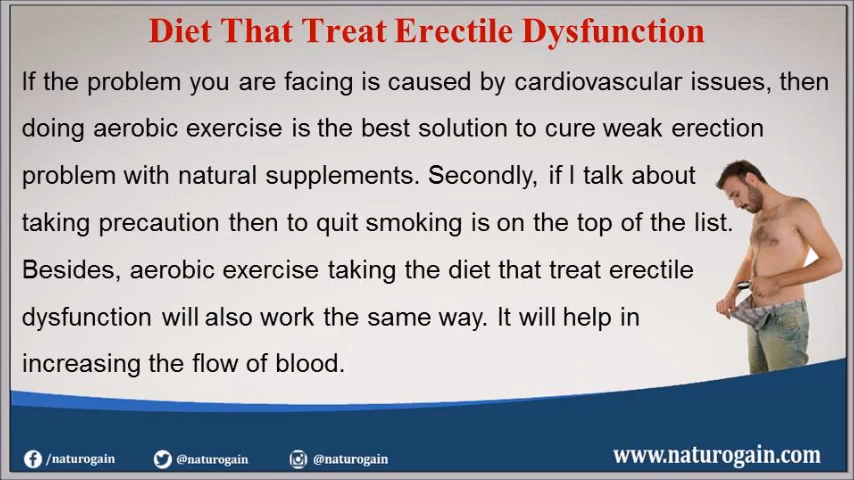 Diet That Treat Erectile Dysfunction
If the problem you are facing is caused by cardiovascular issues, then
doing aerobic exercise is the best solution to cure weak erection
problem with natural supplements. Secondly, if I talk about
taking precaution then to quit smoking is on the top of the list.
Besides, aerobic exercise taking the diet that treat erectile
dysfunction will also work the same way. It will help in
increasing the flow of blood.
/naturogain @naturogain @naturogain www.naturogain.com